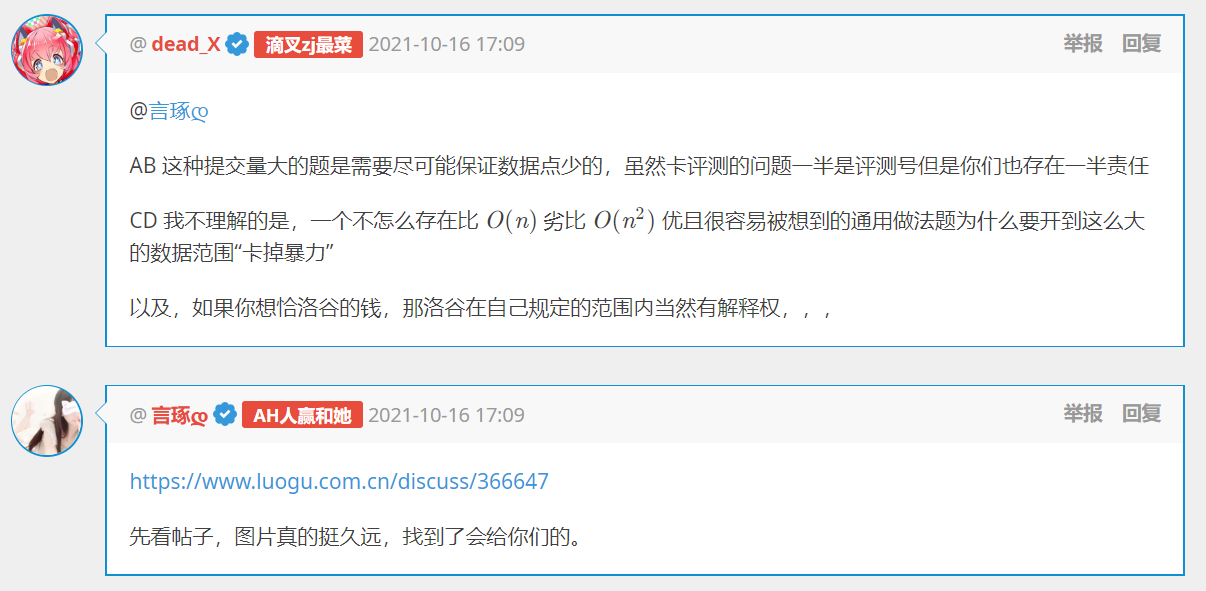 @ dead_X 滴叉zj最菜 2021-10-16 17:09 举报 回复
@言琢დ
AB 这种提交量大的题是需要尽可能保证数据点少的，虽然卡评测的问题一半是评测号但是你们也存在一半责任
CD 我不理解的是，一个不怎么存在比 O(n) 劣比 O(n²) 优且很容易被想到的通用做法题为什么要开到这么大
的数据范围“卡掉暴力”
以及，如果你想恰洛谷的钱，那洛谷在自己规定的范围内当然有解释权，，，
@ 言琢დ AH人赢和她 2021-10-16 17:09 举报 回复
https://www.luogu.com.cn/discuss/366647
先看帖子，图片真的挺久远，找到了会给你们的。